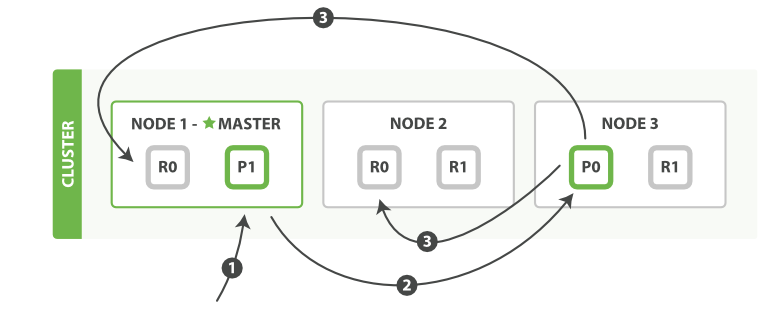 3
CLUSTER
NODE 1 - ★ MASTER
R0 P1
NODE 2
R0 R1
NODE 3
P0 R1
3
1
2